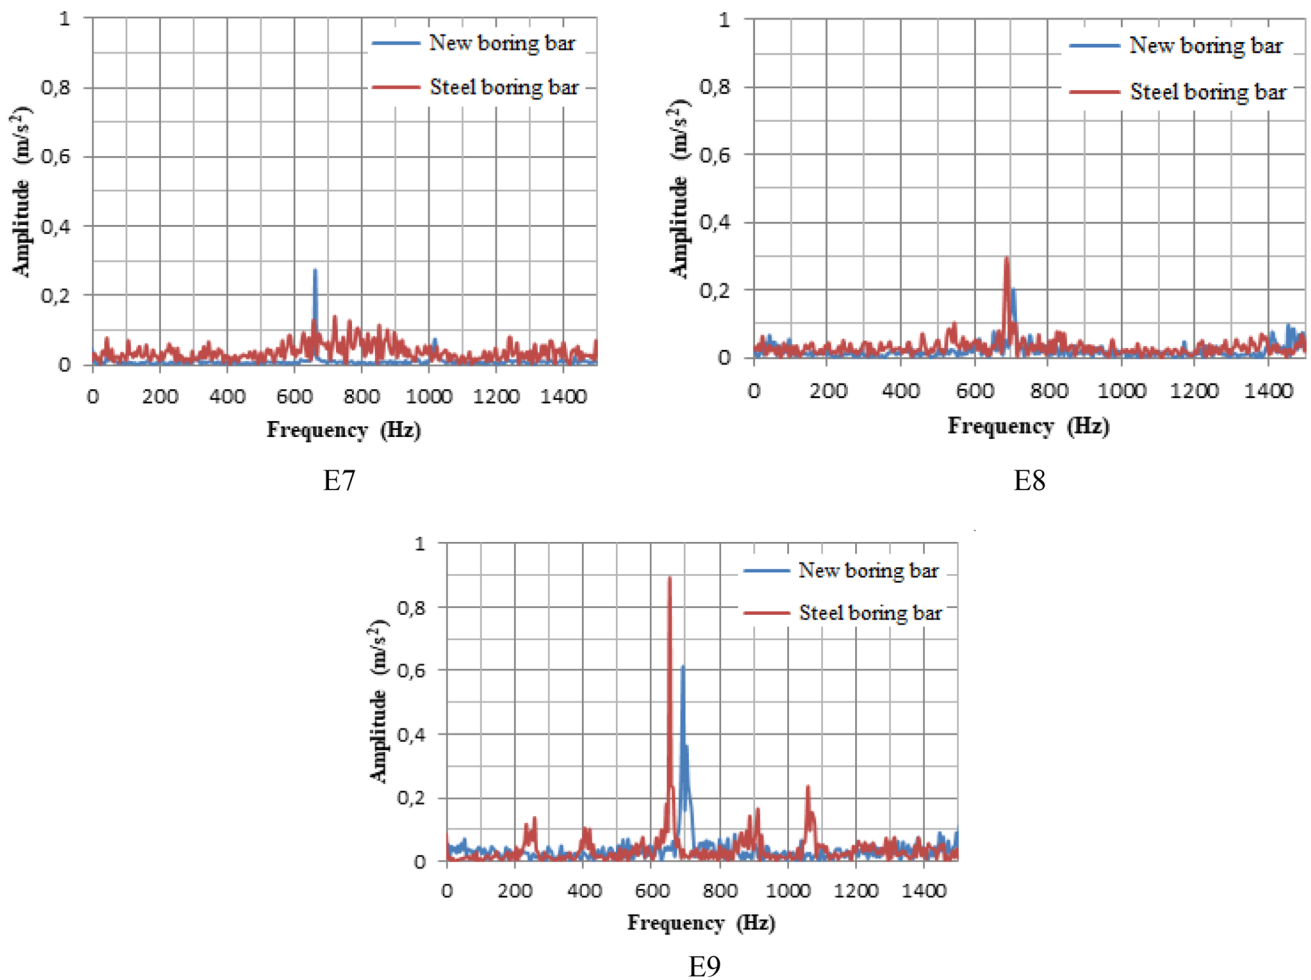 1
0,8
0,6
0,4
0,2
0
Amplitude (m/s²)
New boring bar
Steel boring bar
0 200 400 600 800 1000 1200 1400
Frequency (Hz)
E7
1
0,8
0,6
0,4
0,2
0
Amplitude (m/s²)
New boring bar
Steel boring bar
0 200 400 600 800 1000 1200 1400
Frequency (Hz)
E8
1
0,8
0,6
0,4
0,2
0
Amplitude (m/s²)
New boring bar
Steel boring bar
0 200 400 600 800 1000 1200 1400
Frequency (Hz)
E9